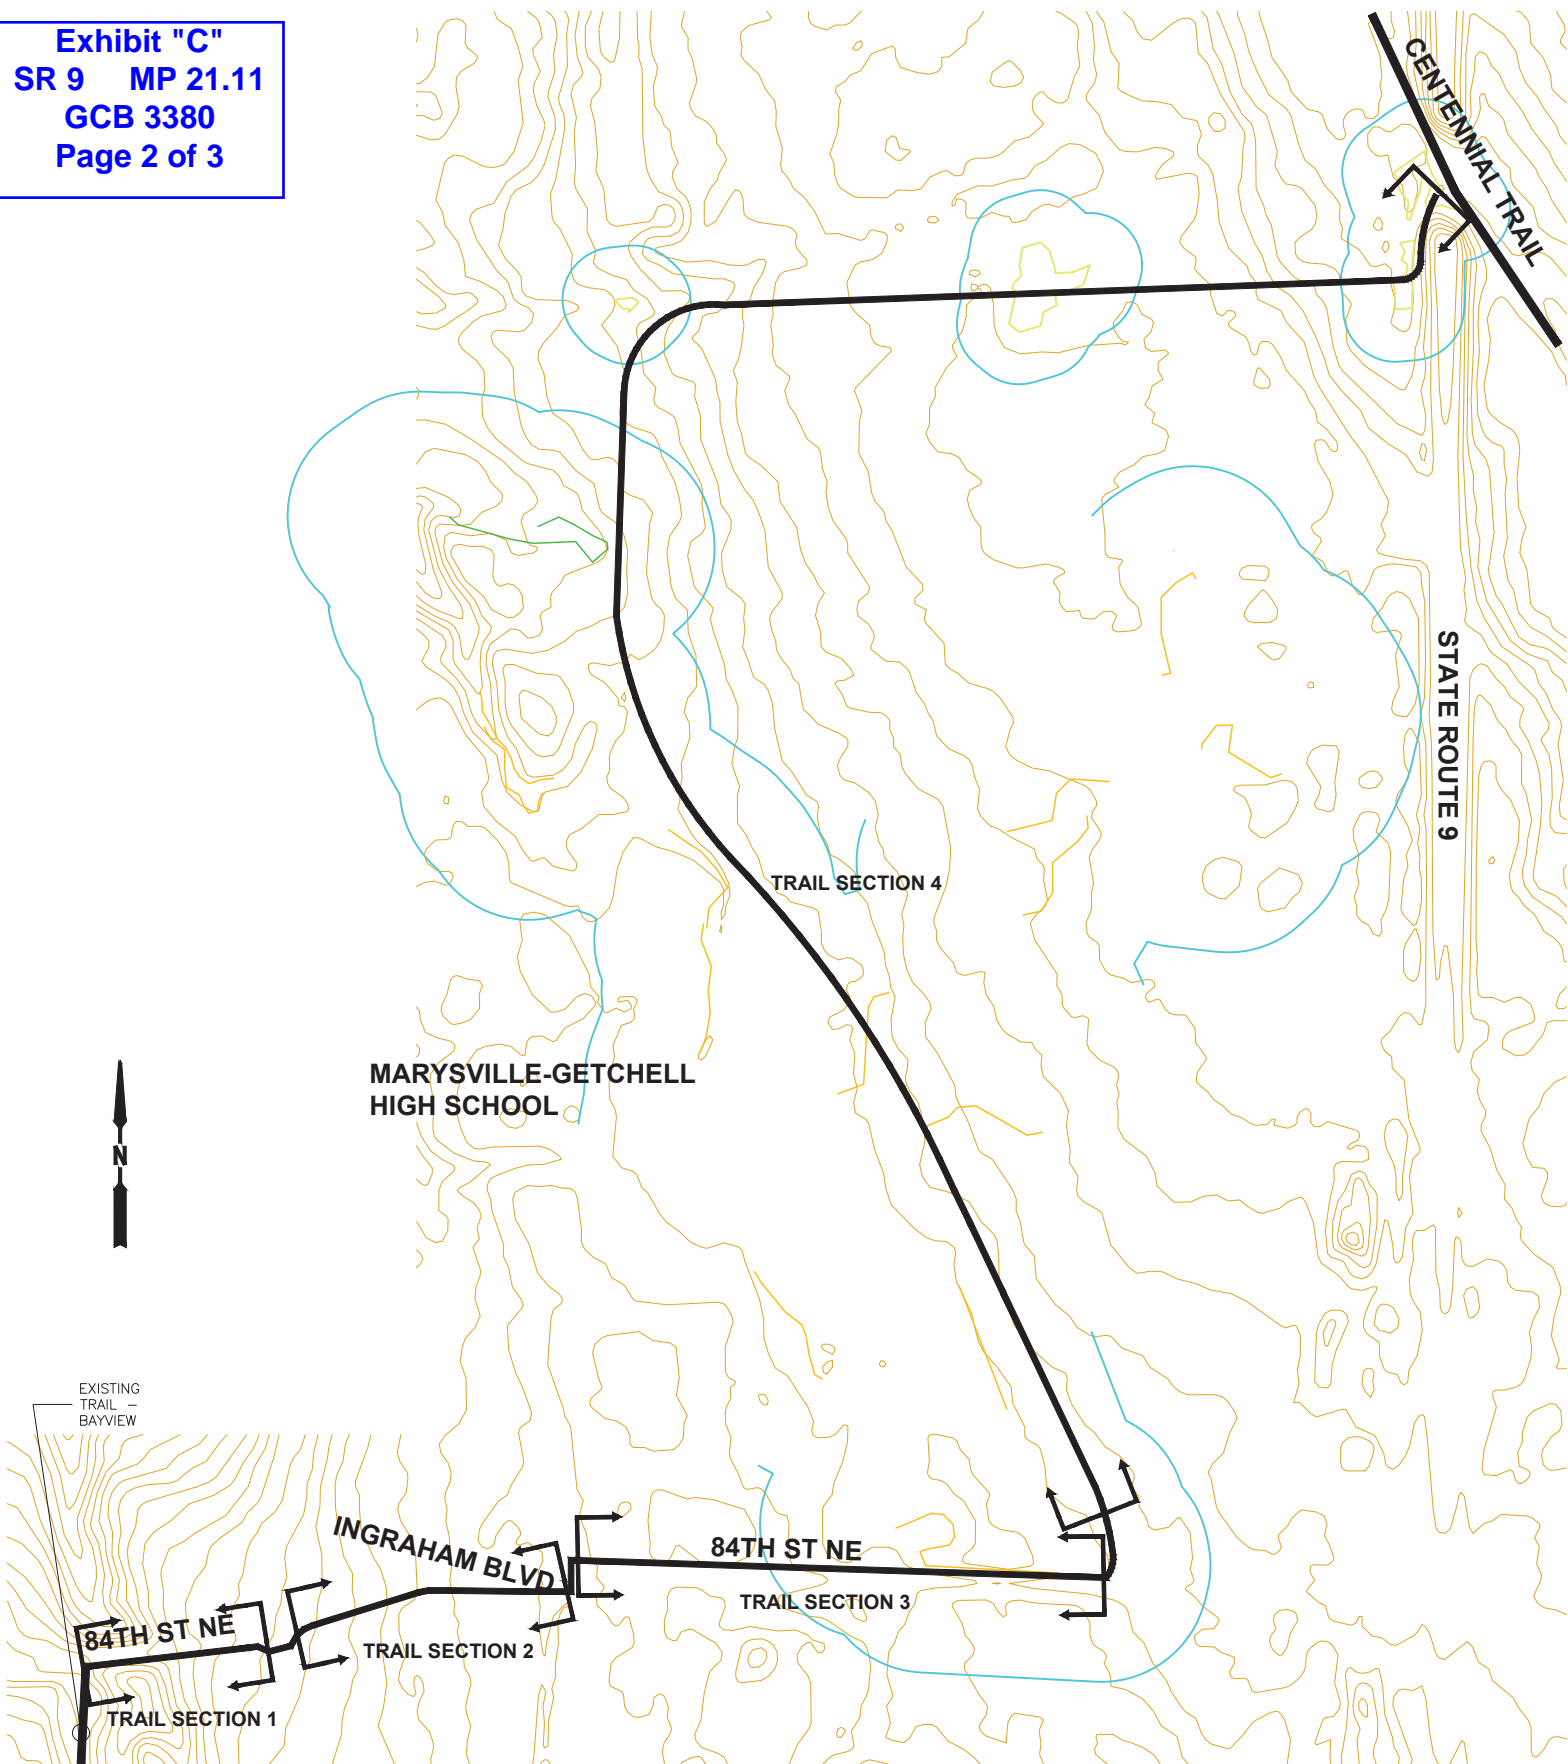 Exhibit "C"
SR 9 MP 21.11
GCB 3380
Page 2 of 3
CENTENNIAL TRAIL
STATE ROUTE 9
TRAIL SECTION 4
MARYSVILLE-GETCHELL
HIGH SCHOOL
N
EXISTING
TRAIL –
BAYVIEW
INGRAHAM BLVD
84TH ST NE
TRAIL SECTION 3
84TH ST NE
TRAIL SECTION 2
TRAIL SECTION 1